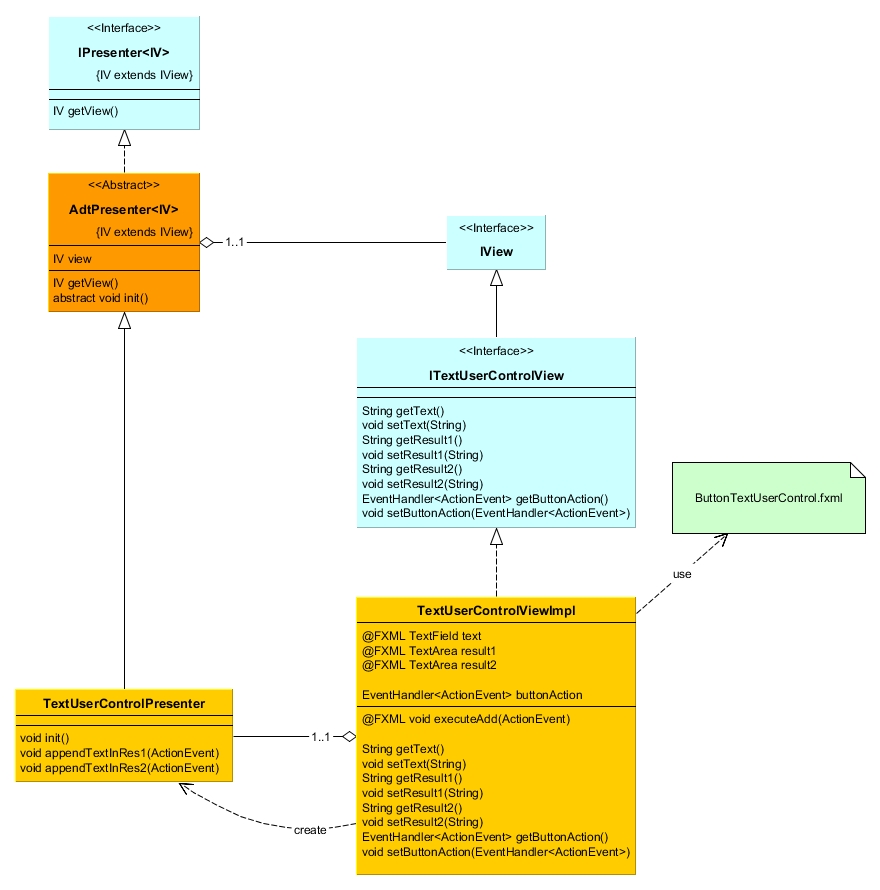 <<Interface>>
IPresenter<IV>
{IV extends IView}
IV getView()
<<Abstract>>
AdtPresenter<IV>
{IV extends IView}
IV view
IV getView()
abstract void init()
1..1
<<Interface>>
IView
<<Interface>>
ITextUserControlView
String getText()
void setText(String)
String getResult1()
void setResult1(String)
String getResult2()
void setResult2(String)
EventHandler<ActionEvent> getButtonAction()
void setButtonAction(EventHandler<ActionEvent>)
ButtonTextUserControl.fxml
use
TextUserControlViewImpl
@FXML TextField text
@FXML TextArea result1
@FXML TextArea result2
EventHandler<ActionEvent> buttonAction
@FXML void executeAdd(ActionEvent)
String getText()
void setText(String)
String getResult1()
void setResult1(String)
String getResult2()
void setResult2(String)
EventHandler<ActionEvent> getButtonAction()
void setButtonAction(EventHandler<ActionEvent>)
TextUserControlPresenter
void init()
void appendTextInRes1(ActionEvent)
void appendTextInRes2(ActionEvent)
1..1
create